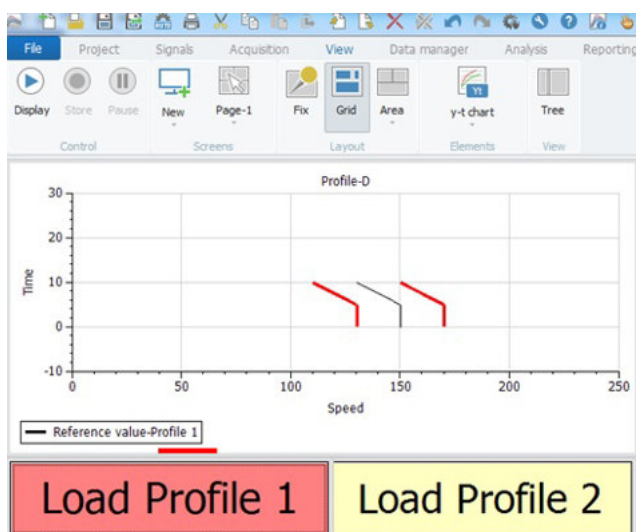 File Project Signals Acquisition View Data manager Analysis Reporting
Display Store Pause New Page-1 Fix Grid Area Yt y-t chart Tree
Control Screens Layout Elements View
Profile-D
30
20
10
0
-10
Time
0 50 100 150 200 250
Speed
Reference value-Profile 1
Load Profile 1 Load Profile 2